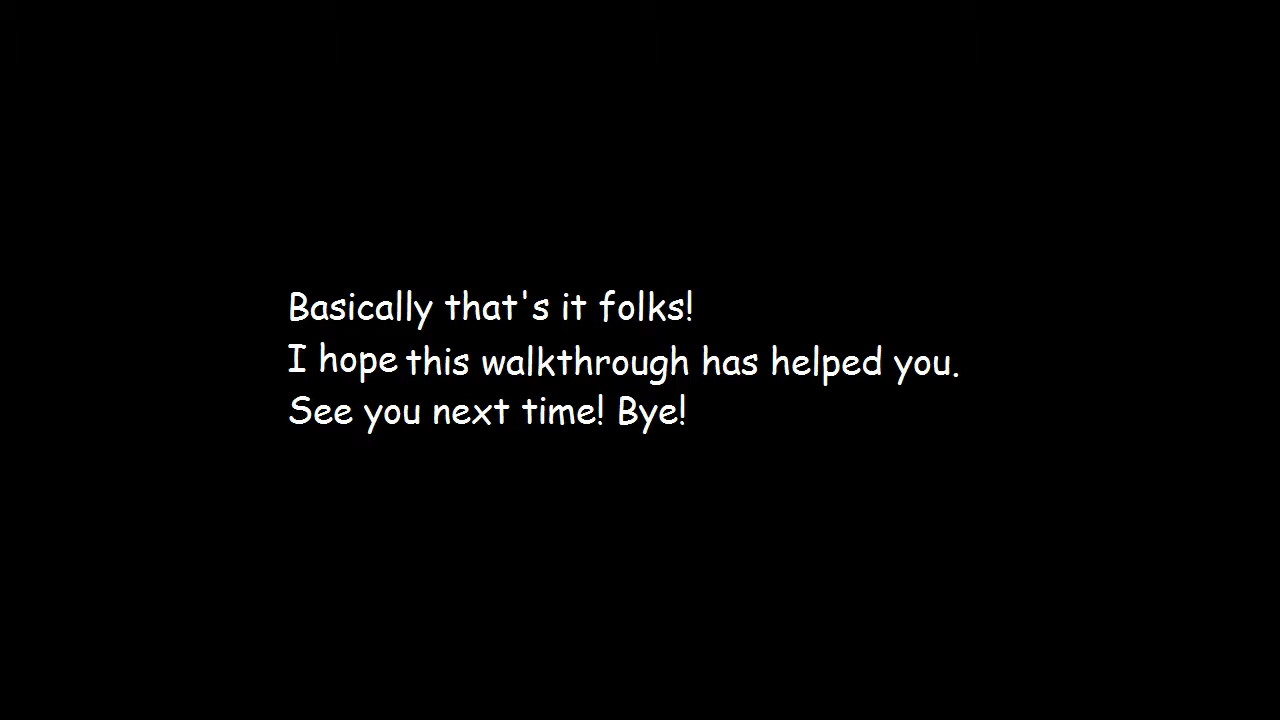 Basically that's it folks!
I hope this walkthrough has helped you.
See you next time! Bye!